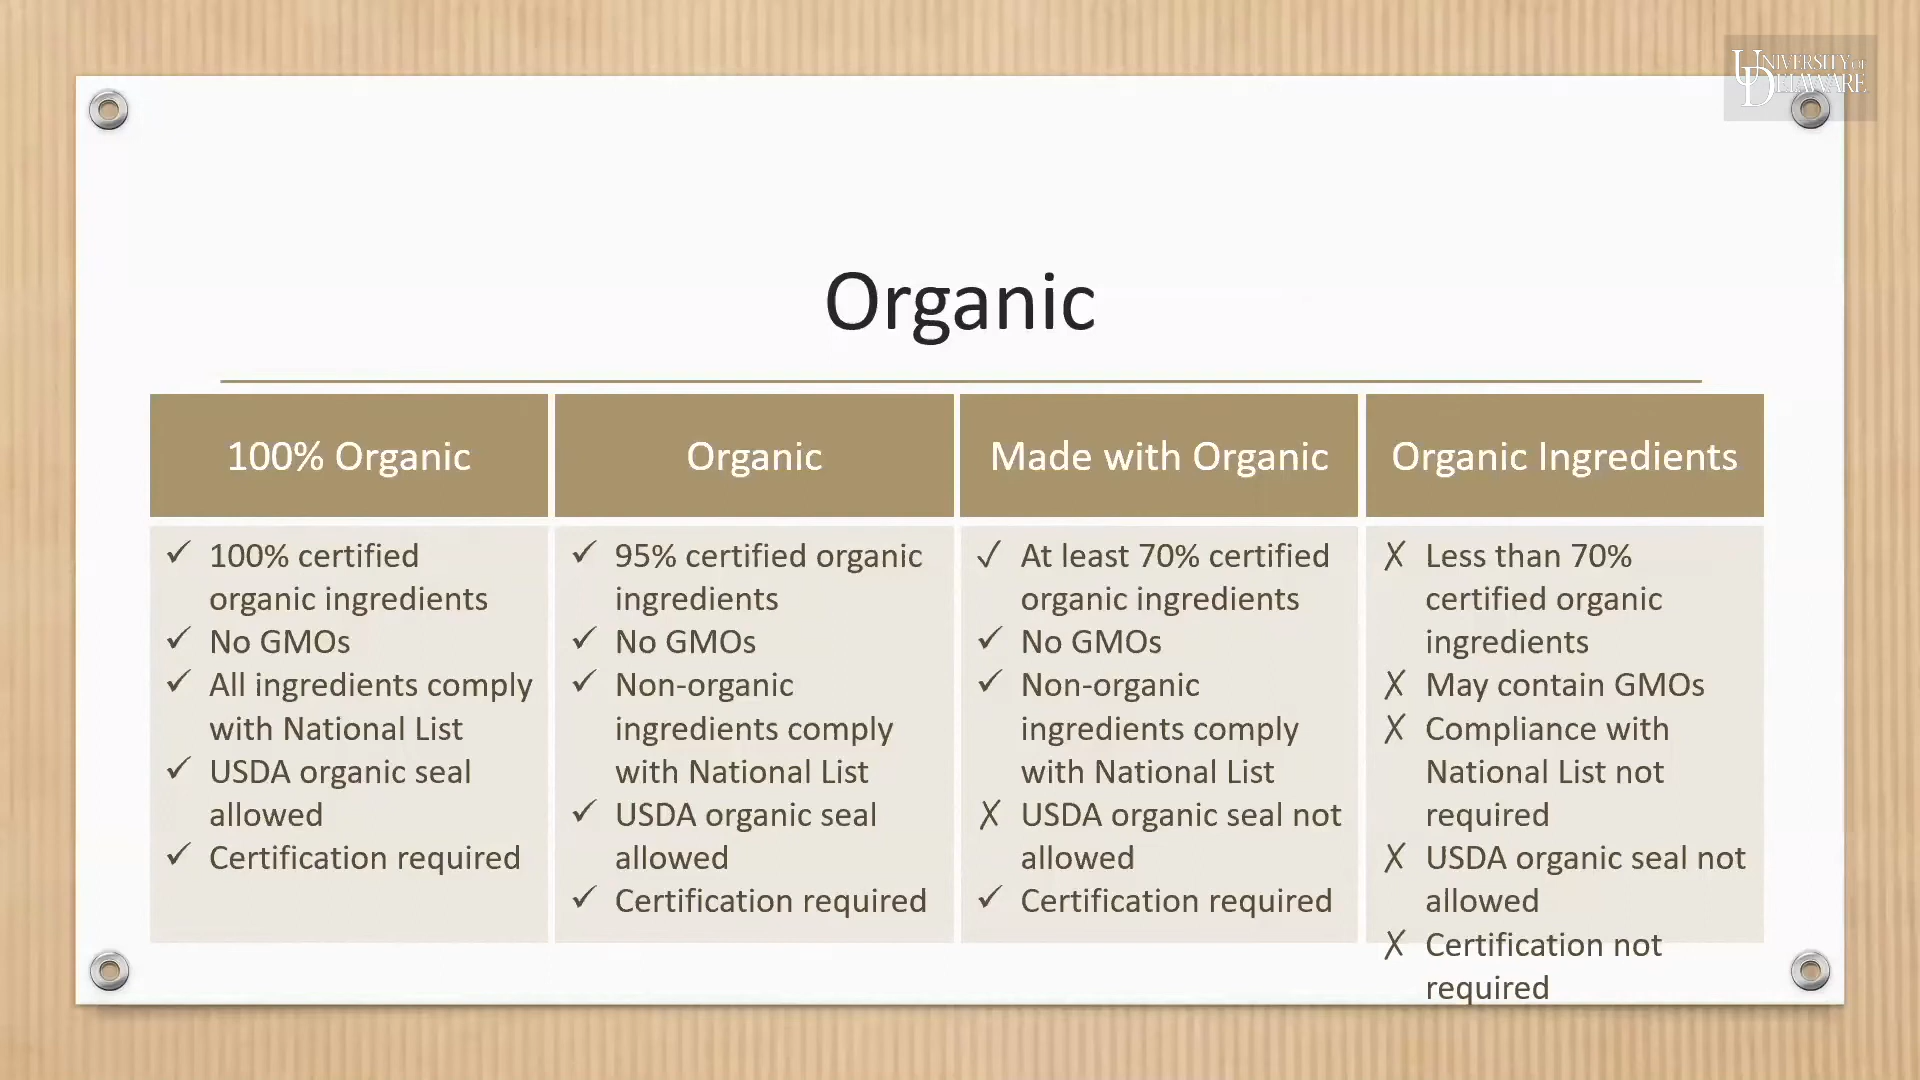 UNIVERSITY OF
DELAWARE
Organic
100% Organic
✓ 100% certified
organic ingredients
✓ No GMOs
✓ All ingredients comply
with National List
✓ USDA organic seal
allowed
✓ Certification required
Organic
✓ 95% certified organic
ingredients
✓ No GMOs
✓ Non-organic
ingredients comply
with National List
✓ USDA organic seal
allowed
✓ Certification required
Made with Organic
✓ At least 70% certified
organic ingredients
✓ No GMOs
✓ Non-organic
ingredients comply
with National List
✗ USDA organic seal not
allowed
✓ Certification required
Organic Ingredients
✗ Less than 70%
certified organic
ingredients
✗ May contain GMOs
✗ Compliance with
National List not
required
✗ USDA organic seal not
allowed
✗ Certification not
required